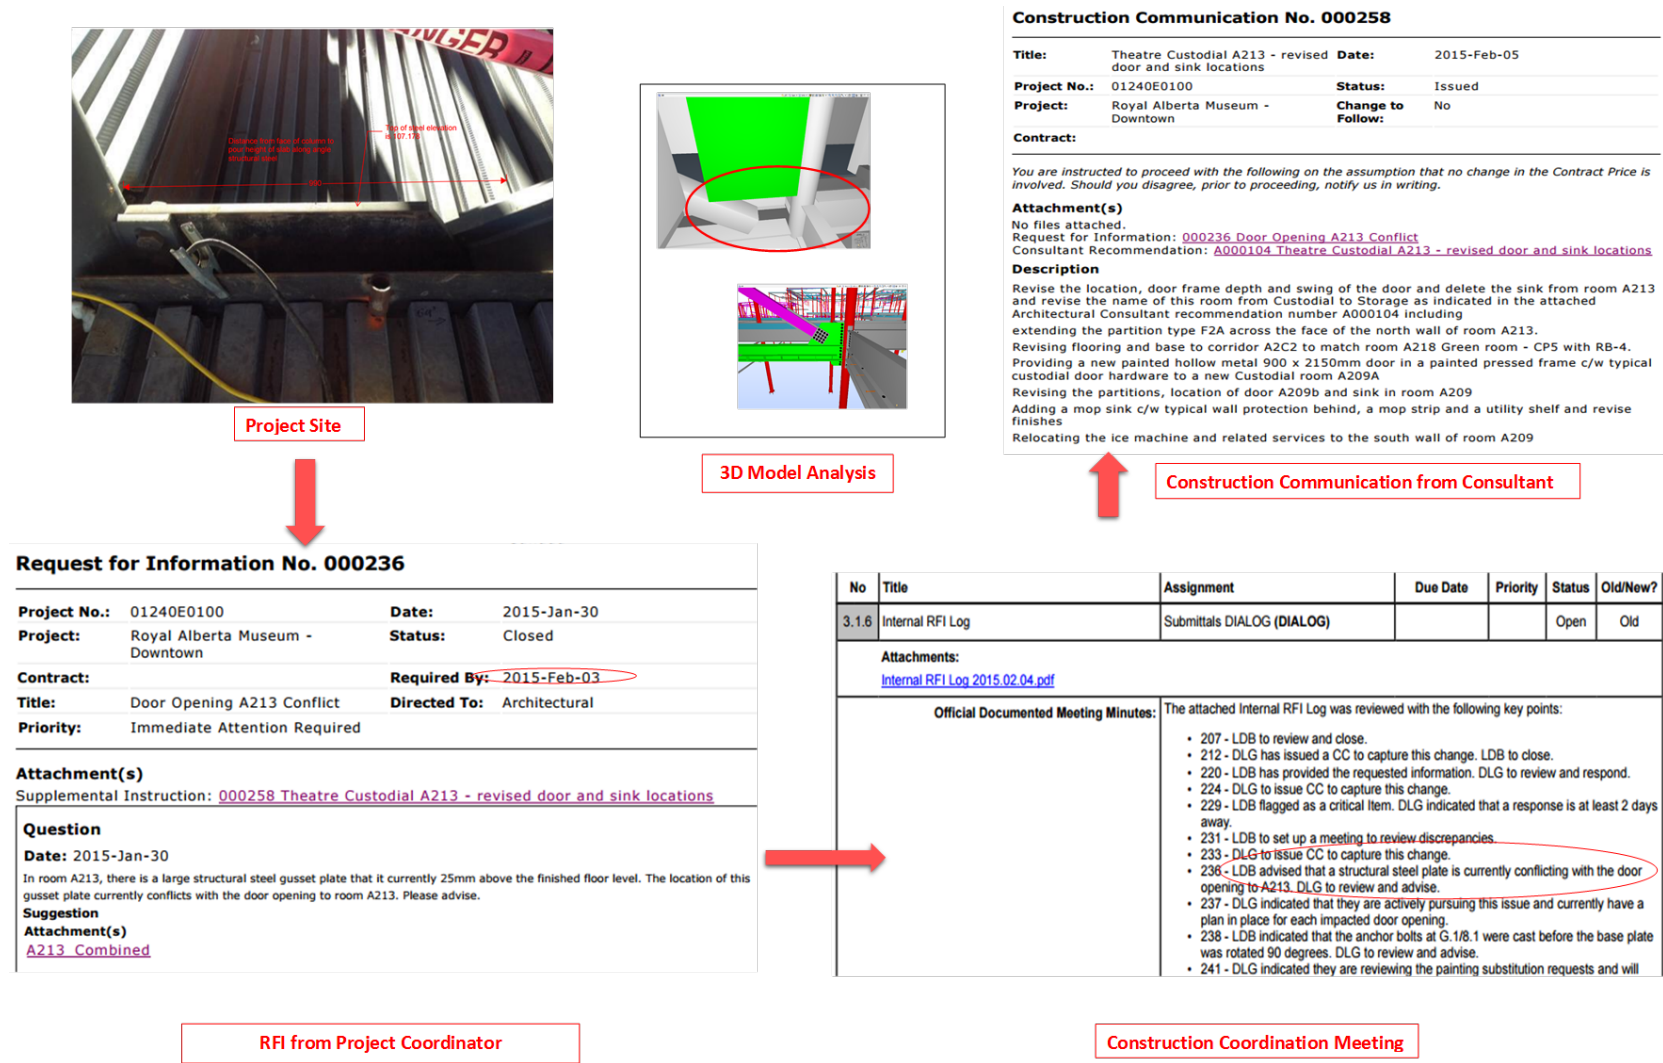 DANGER
Distance from face of column to
pour height of slab along angle
structural steel
Top of steel elevation
is 107.178
990
Project Site
3D Model Analysis
Construction Communication No. 000258
Title: Theatre Custodial A213 - revised door and sink locations Date: 2015-Feb-05
Project No.: 01240E0100 Status: Issued
Project: Royal Alberta Museum - Downtown Change to Follow: No
Contract:
You are instructed to proceed with the following on the assumption that no change in the Contract Price is
involved. Should you disagree, prior to proceeding, notify us in writing.
Attachment(s)
No files attached.
Request for Information: 000236 Door Opening A213 Conflict
Consultant Recommendation: A000104 Theatre Custodial A213 - revised door and sink locations
Description
Revise the location, door frame depth and swing of the door and delete the sink from room A213
and revise the name of this room from Custodial to Storage as indicated in the attached
Architectural Consultant recommendation number A000104 including
extending the partition type F2A across the face of the north wall of room A213.
Revising flooring and base to corridor A2C2 to match room A218 Green room - CP5 with RB-4.
Providing a new painted hollow metal 900 x 2150mm door in a painted pressed frame c/w typical
custodial door hardware to a new Custodial room A209A
Revising the partitions, location of door A209b and sink in room A209
Adding a mop sink c/w typical wall protection behind, a mop strip and a utility shelf and revise
finishes
Relocating the ice machine and related services to the south wall of room A209
Construction Communication from Consultant
Request for Information No. 000236
Project No.: 01240E0100 Date: 2015-Jan-30
Project: Royal Alberta Museum - Downtown Status: Closed
Contract: Required By: 2015-Feb-03
Title: Door Opening A213 Conflict Directed To: Architectural
Priority: Immediate Attention Required
Attachment(s)
Supplemental Instruction: 000258 Theatre Custodial A213 - revised door and sink locations
Question
Date: 2015-Jan-30
In room A213, there is a large structural steel gusset plate that it currently 25mm above the finished floor level. The location of this
gusset plate currently conflicts with the door opening to room A213. Please advise.
Suggestion
Attachment(s)
A213_Combined
RFI from Project Coordinator
No Title Assignment Due Date Priority Status Old/New?
3.1.6 Internal RFI Log Submittals DIALOG (DIALOG) Open Old
Attachments:
Internal RFI Log 2015.02.04.pdf
Official Documented Meeting Minutes: The attached Internal RFI Log was reviewed with the following key points:
• 207 - LDB to review and close.
• 212 - DLG has issued a CC to capture this change. LDB to close.
• 220 - LDB has provided the requested information. DLG to review and respond.
• 224 - DLG to issue CC to capture this change.
• 229 - LDB flagged as a critical Item. DLG indicated that a response is at least 2 days
away.
• 231 - LDB to set up a meeting to review discrepancies.
• 233 - DLG to issue CC to capture this change.
• 236 - LDB advised that a structural steel plate is currently conflicting with the door
opening to A213. DLG to review and advise.
• 237 - DLG indicated that they are actively pursuing this issue and currently have a
plan in place for each impacted door opening.
• 238 - LDB indicated that the anchor bolts at G.1/8.1 were cast before the base plate
was rotated 90 degrees. DLG to review and advise.
• 241 - DLG indicated they are reviewing the painting substitution requests and will
Construction Coordination Meeting